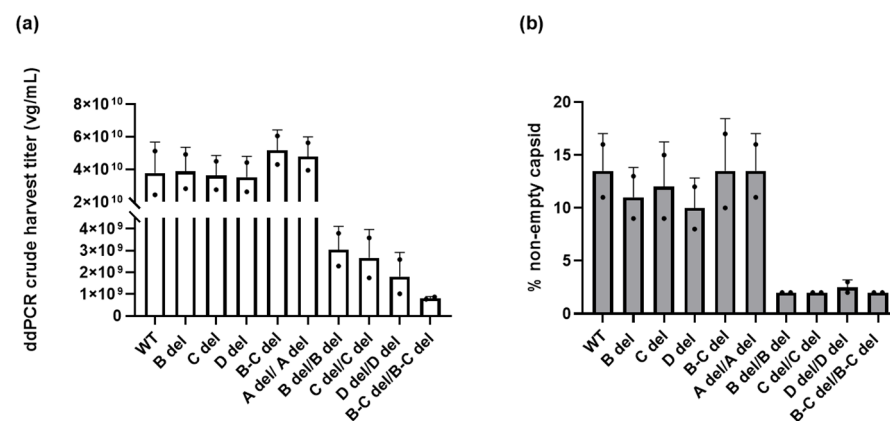 (a)
ddPCR crude harvest titer (vg/mL)
8×10¹⁰
6×10¹⁰
4×10¹⁰
2×10¹⁰
4×10⁹
3×10⁹
2×10⁹
1×10⁹
0
WT
B del
C del
D del
B-C del
A del/ A del
B del/B del
C del/C del
D del/D del
B-C del/B-C del
(b)
% non-empty capsid
20
15
10
5
0
WT
B del
C del
D del
B-C del
A del/A del
B del/B del
C del/C del
D del/D del
B-C del/B-C del